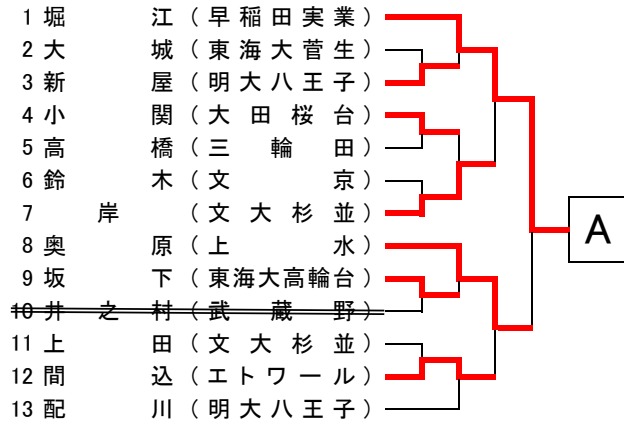 1 堀 江 （ 早 稲 田 実 業 ）
2 大 城 （ 東 海 大 菅 生 ）
3 新 屋 （ 明 大 八 王 子 ）
4 小 関 （ 大 田 桜 台 ）
5 高 橋 （ 三 輪 田 ）
6 鈴 木 （ 文 京 ）
7 岸 （ 文 大 杉 並 ）
A
8 奥 原 （ 上 水 ）
9 坂 下 （ 東海大高輪台 ）
10 井 之 村 （ 武 蔵 野 ）
11 上 田 （ 文 大 杉 並 ）
12 間 込 （ エ ト ワ ー ル ）
13 配 川 （ 明 大 八 王 子 ）